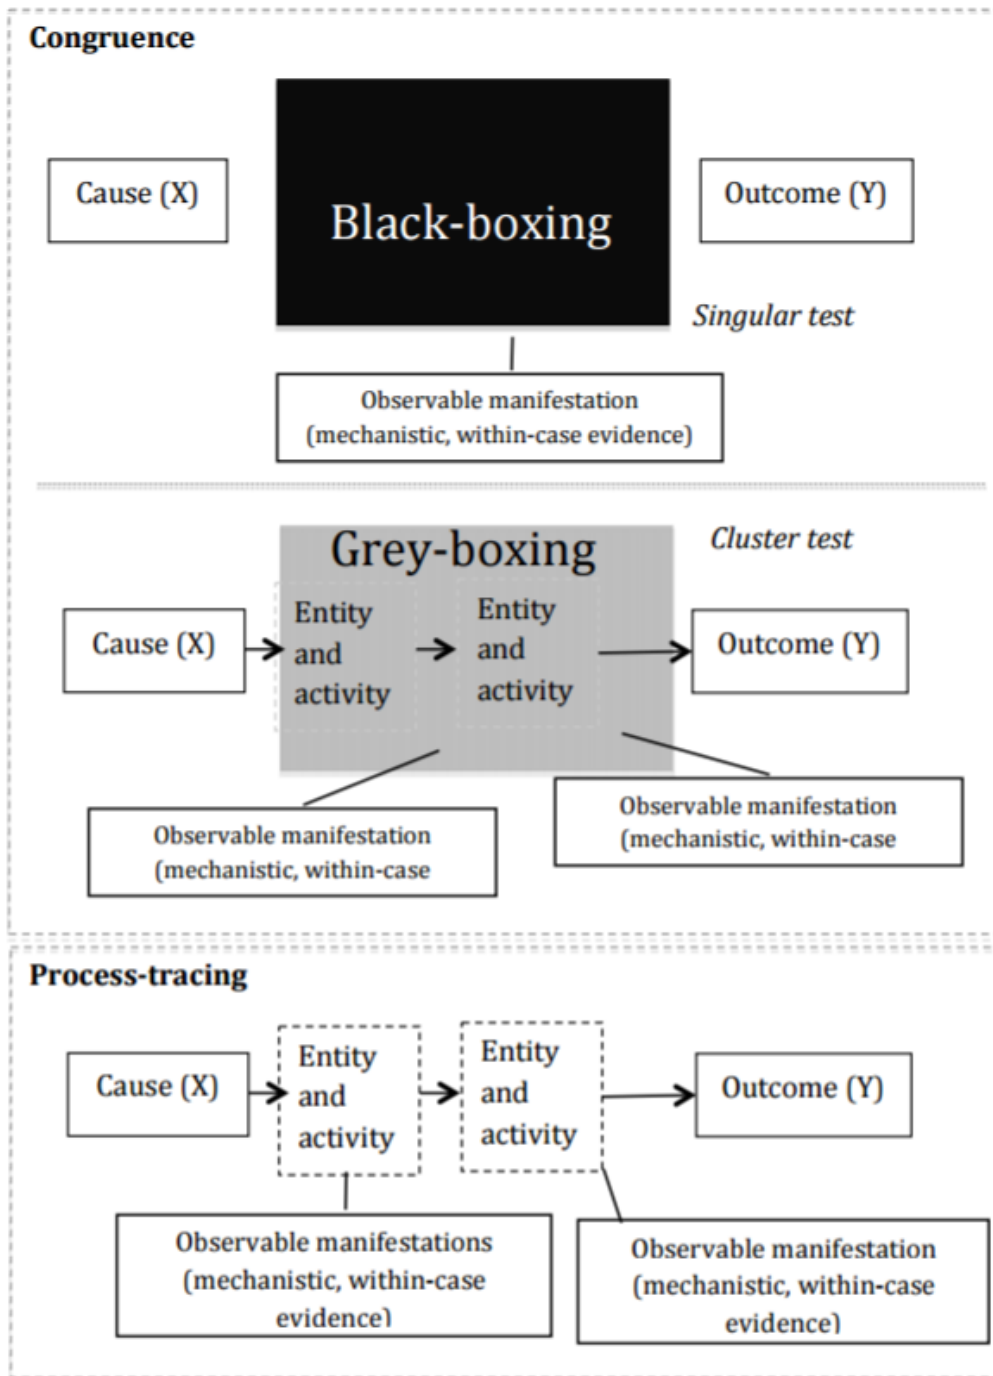 Congruence
Cause (X)
Black-boxing
Outcome (Y)
Singular test
Observable manifestation
(mechanistic, within-case evidence)
Grey-boxing
Cluster test
Cause (X)
Entity
and
activity
Entity
and
activity
Outcome (Y)
Observable manifestation
(mechanistic, within-case
Observable manifestation
(mechanistic, within-case
Process-tracing
Cause (X)
Entity
and
activity
Entity
and
activity
Outcome (Y)
Observable manifestations
(mechanistic, within-case
evidence)
Observable manifestation
(mechanistic, within-case
evidence)